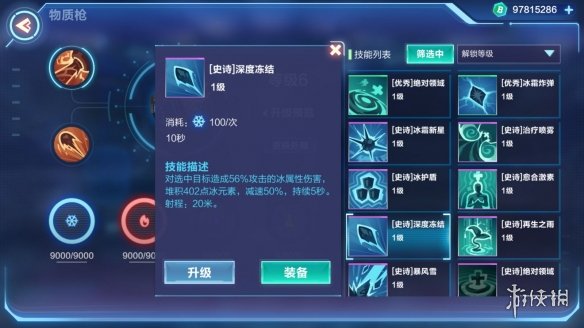 物质枪
97815286
[史诗]深度冻结
1级
消耗： 100/次
10秒
技能描述
对选中目标造成56%攻击的冰属性伤害，
堆积402点冰元素，减速50%，持续5秒。
射程：20米。
升级
装备
9000/9000
9000/9000
技能列表
筛选中
解锁等级
[优秀]绝对领域
1级
[优秀]冰霜炸弹
1级
[史诗]冰霜新星
1级
[史诗]治疗喷雾
1级
[史诗]冰护盾
1级
[史诗]愈合激素
1级
[史诗]深度冻结
1级
[史诗]再生之雨
1级
[史诗]暴风雪
1级
[史诗]绝对领域
1级
游侠网